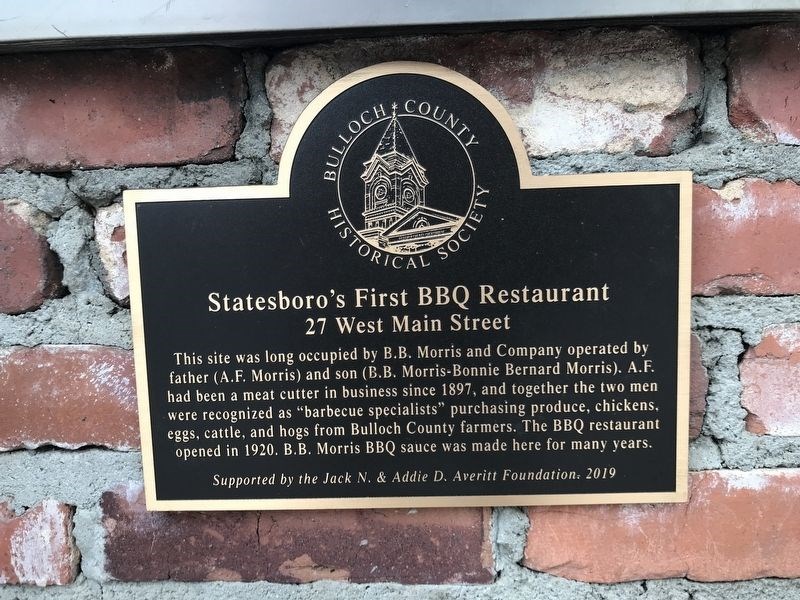 BULLOCH COUNTY
HISTORICAL SOCIETY
Statesboro's First BBQ Restaurant
27 West Main Street
This site was long occupied by B.B. Morris and Company operated by
father (A.F. Morris) and son (B.B. Morris-Bonnie Bernard Morris). A.F.
had been a meat cutter in business since 1897, and together the two men
were recognized as "barbecue specialists" purchasing produce, chickens,
eggs, cattle, and hogs from Bulloch County farmers. The BBQ restaurant
opened in 1920. B.B. Morris BBQ sauce was made here for many years.
Supported by the Jack N. & Addie D. Averitt Foundation. 2019